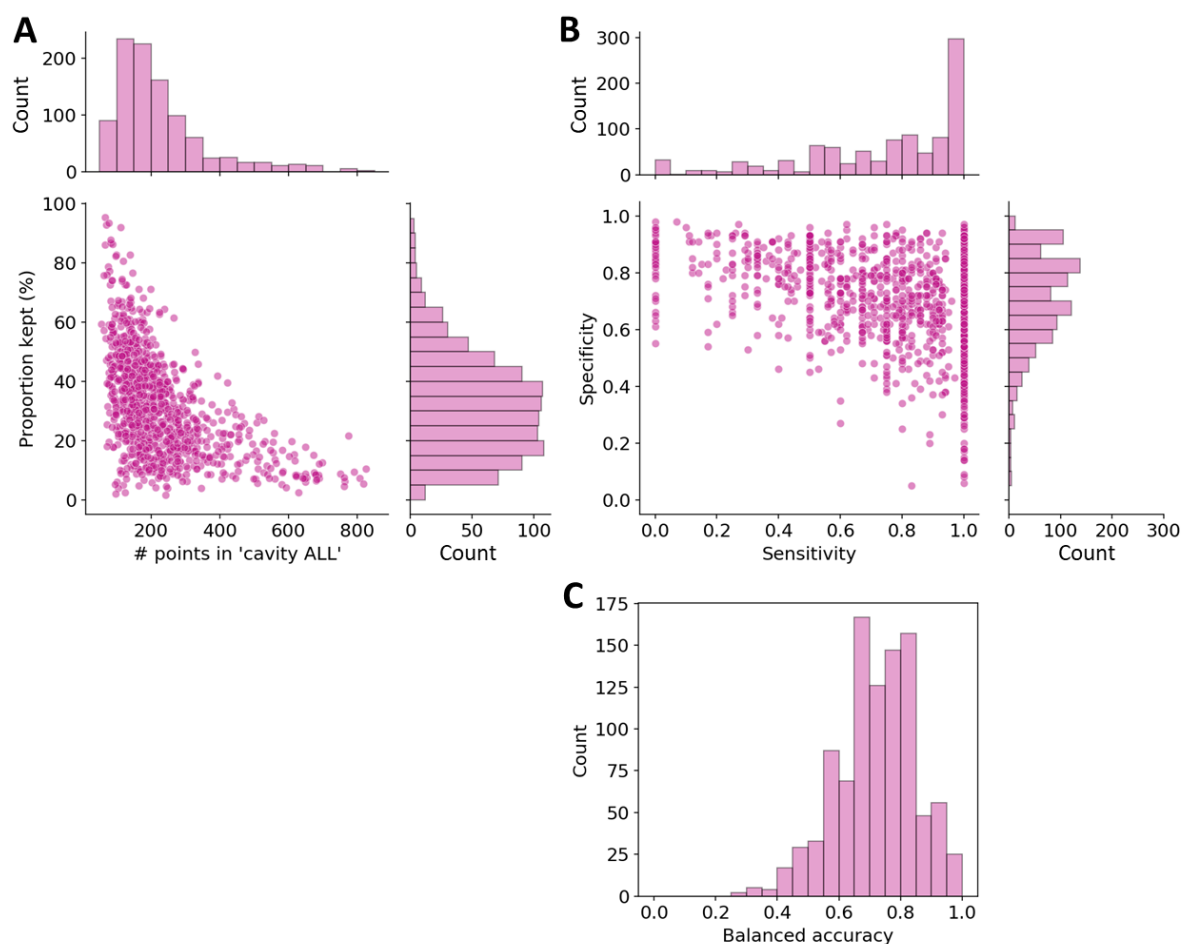 A
Count
200
100
0
Proportion kept (%)
100
80
60
40
20
0
200 400 600 800
# points in 'cavity ALL'
0 50 100
Count
B
Count
300
200
100
0
Specificity
1.0
0.8
0.6
0.4
0.2
0.0
0.0 0.2 0.4 0.6 0.8 1.0
Sensitivity
0 100 200 300
Count
C
Count
175
150
125
100
75
50
25
0
0.0 0.2 0.4 0.6 0.8 1.0
Balanced accuracy